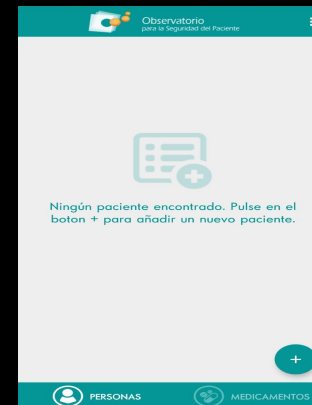 Observatorio
para la Seguridad del Paciente
Ningún paciente encontrado. Pulse en el
boton + para añadir un nuevo paciente.
+
PERSONAS
MEDICAMENTOS